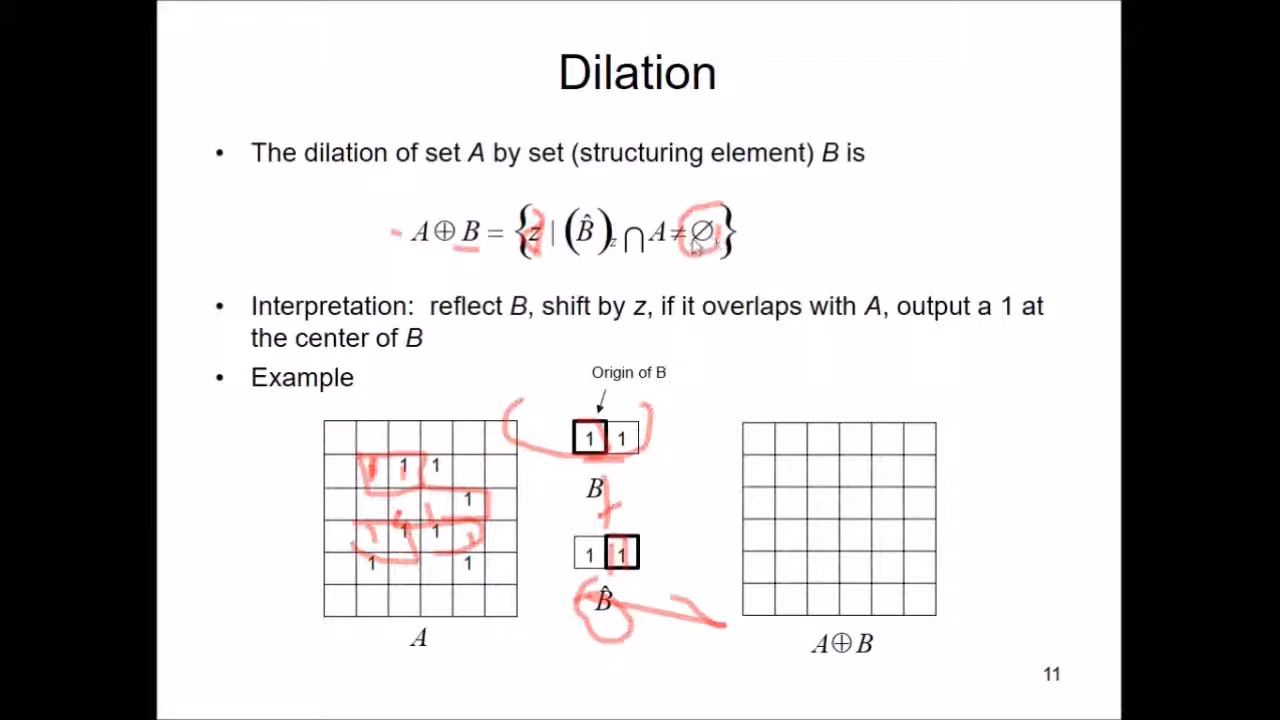 Dilation
• The dilation of set A by set (structuring element) B is
A ⊕ B = {z | (B̂)z ∩ A ≠ ∅}
• Interpretation: reflect B, shift by z, if it overlaps with A, output a 1 at
the center of B
• Example
Origin of B
1 1
1 1
B
1
1 1
1 1
1 1
B̂
A
A⊕B
11